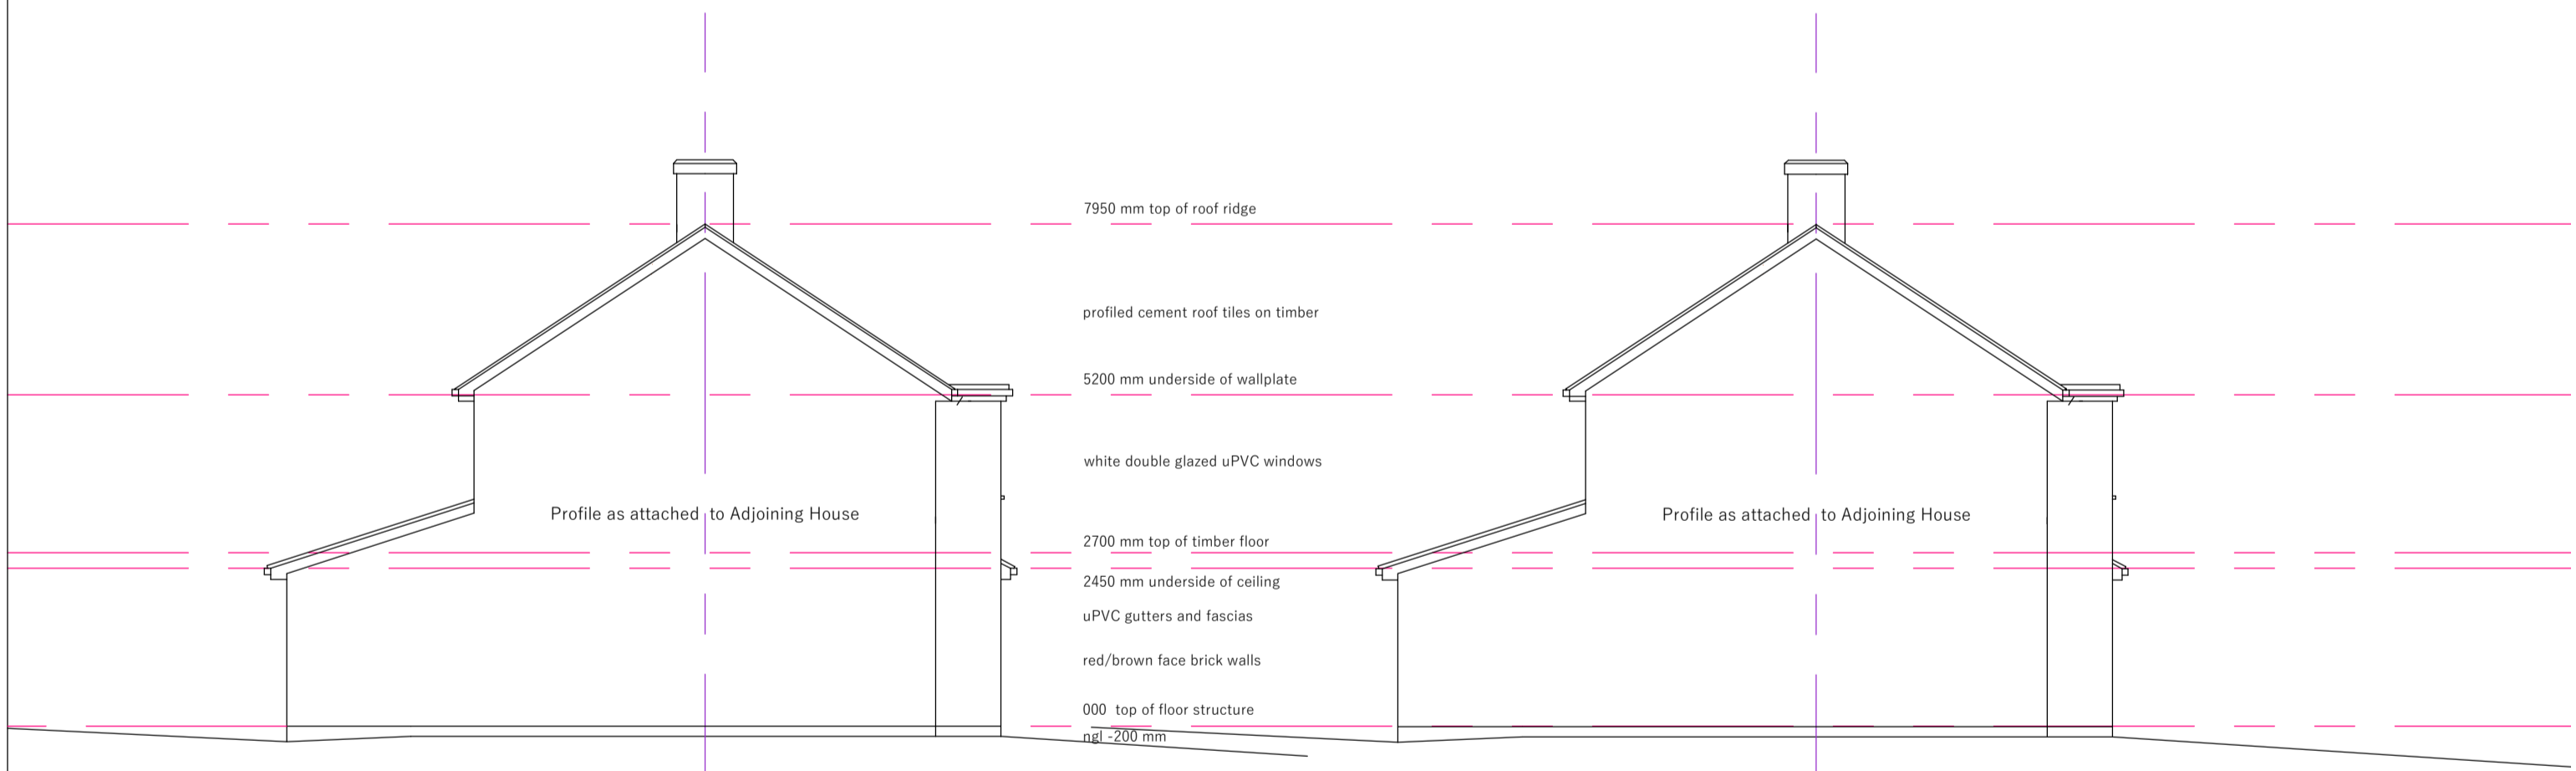 7950 mm top of roof ridge
profiled cement roof tiles on timber
5200 mm underside of wallplate
white double glazed uPVC windows
Profile as attached to Adjoining House
Profile as attached to Adjoining House
2700 mm top of timber floor
2450 mm underside of ceiling
uPVC gutters and fascias
red/brown face brick walls
000 top of floor structure
ngl -200 mm